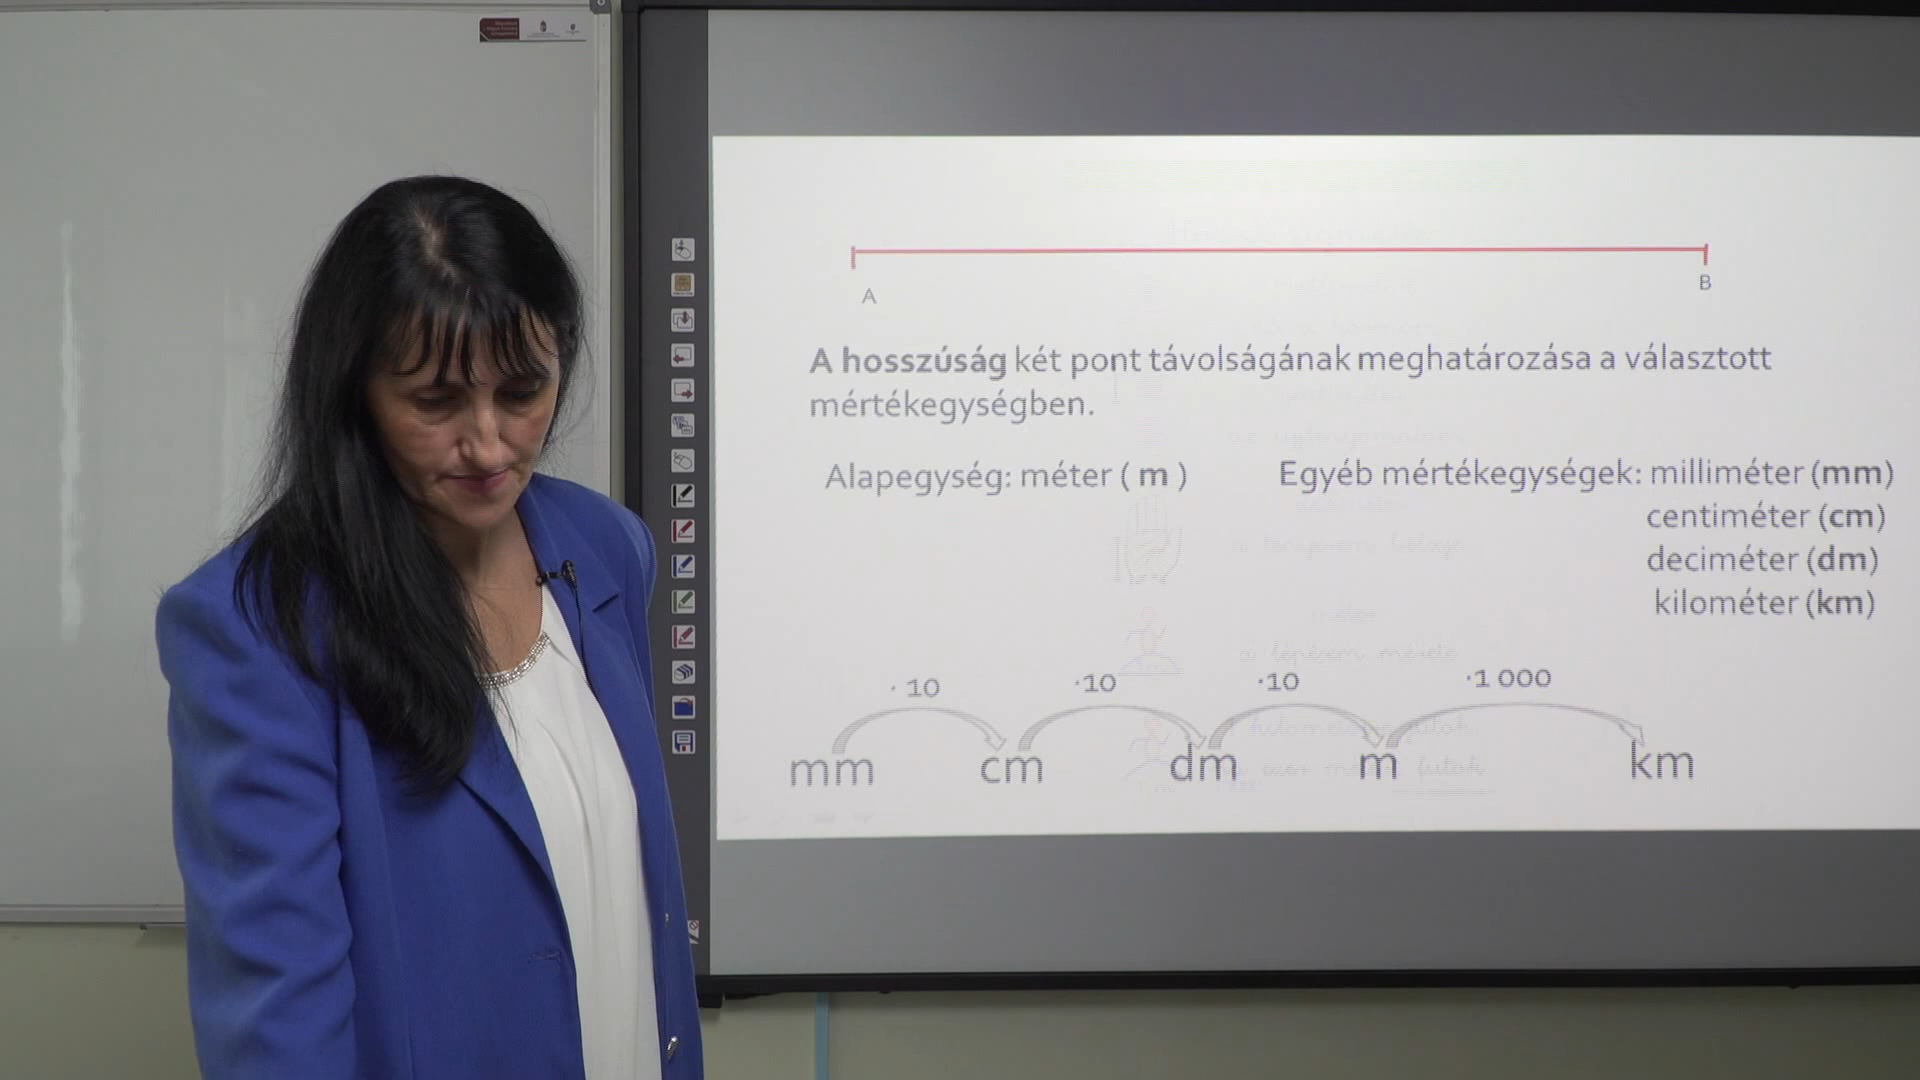 A
B
A hosszúság két pont távolságának meghatározása a választott
mértékegységben.
Alapegység: méter ( m )
Egyéb mértékegységek: milliméter (mm)
centiméter (cm)
deciméter (dm)
kilométer (km)
· 10
·10
·10
·1 000
mm
cm
dm
m
km